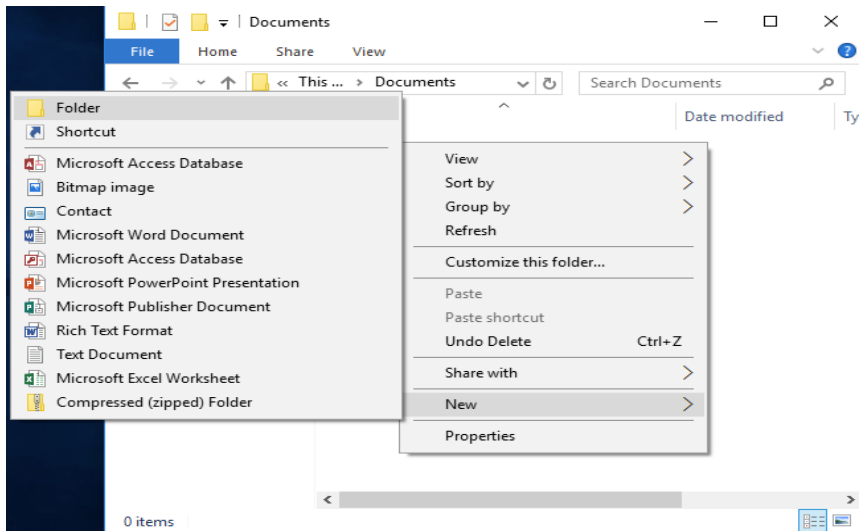 Documents
File Home Share View
« This ... > Documents Search Documents
Date modified Ty
Folder
Shortcut
Microsoft Access Database
Bitmap image
Contact
Microsoft Word Document
Microsoft Access Database
Microsoft PowerPoint Presentation
Microsoft Publisher Document
Rich Text Format
Text Document
Microsoft Excel Worksheet
Compressed (zipped) Folder
View
Sort by
Group by
Refresh
Customize this folder...
Paste
Paste shortcut
Undo Delete Ctrl+Z
Share with
New
Properties
0 items